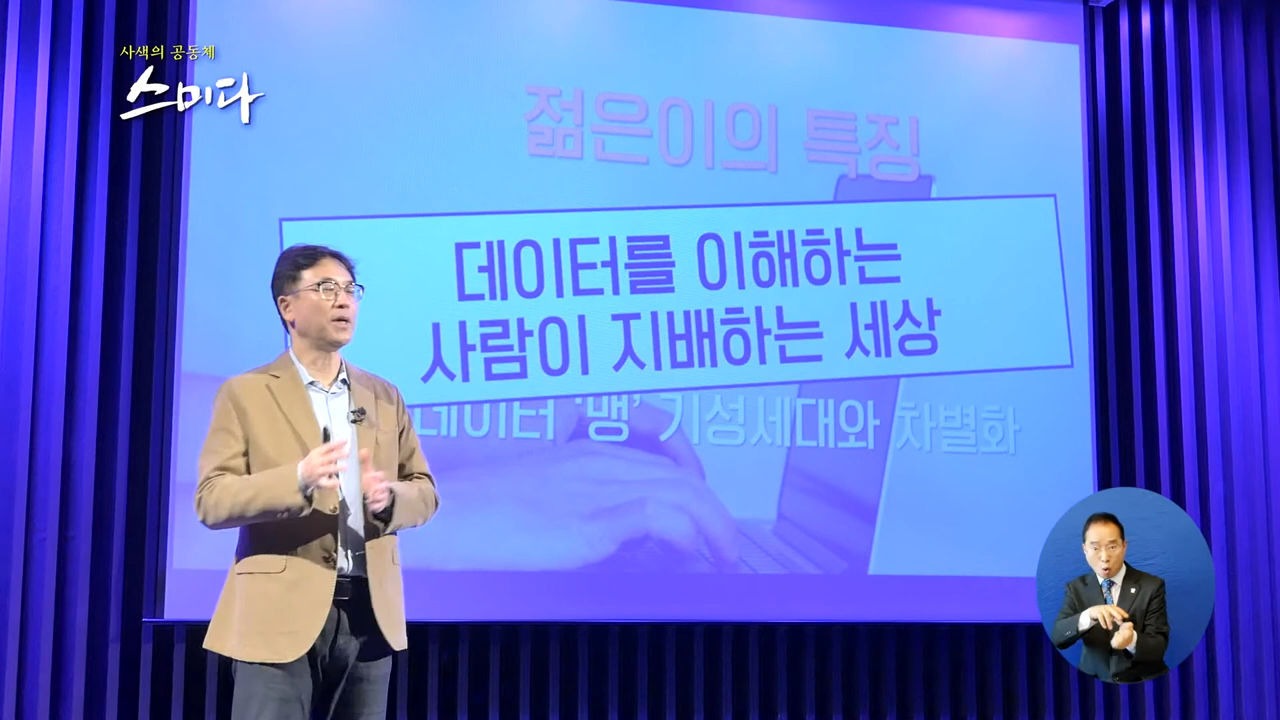 사색의 공동체
스미다
젊은이의 특징
데이터를 이해하는
사람이 지배하는 세상
데이터 '맹' 기성세대와 차별화